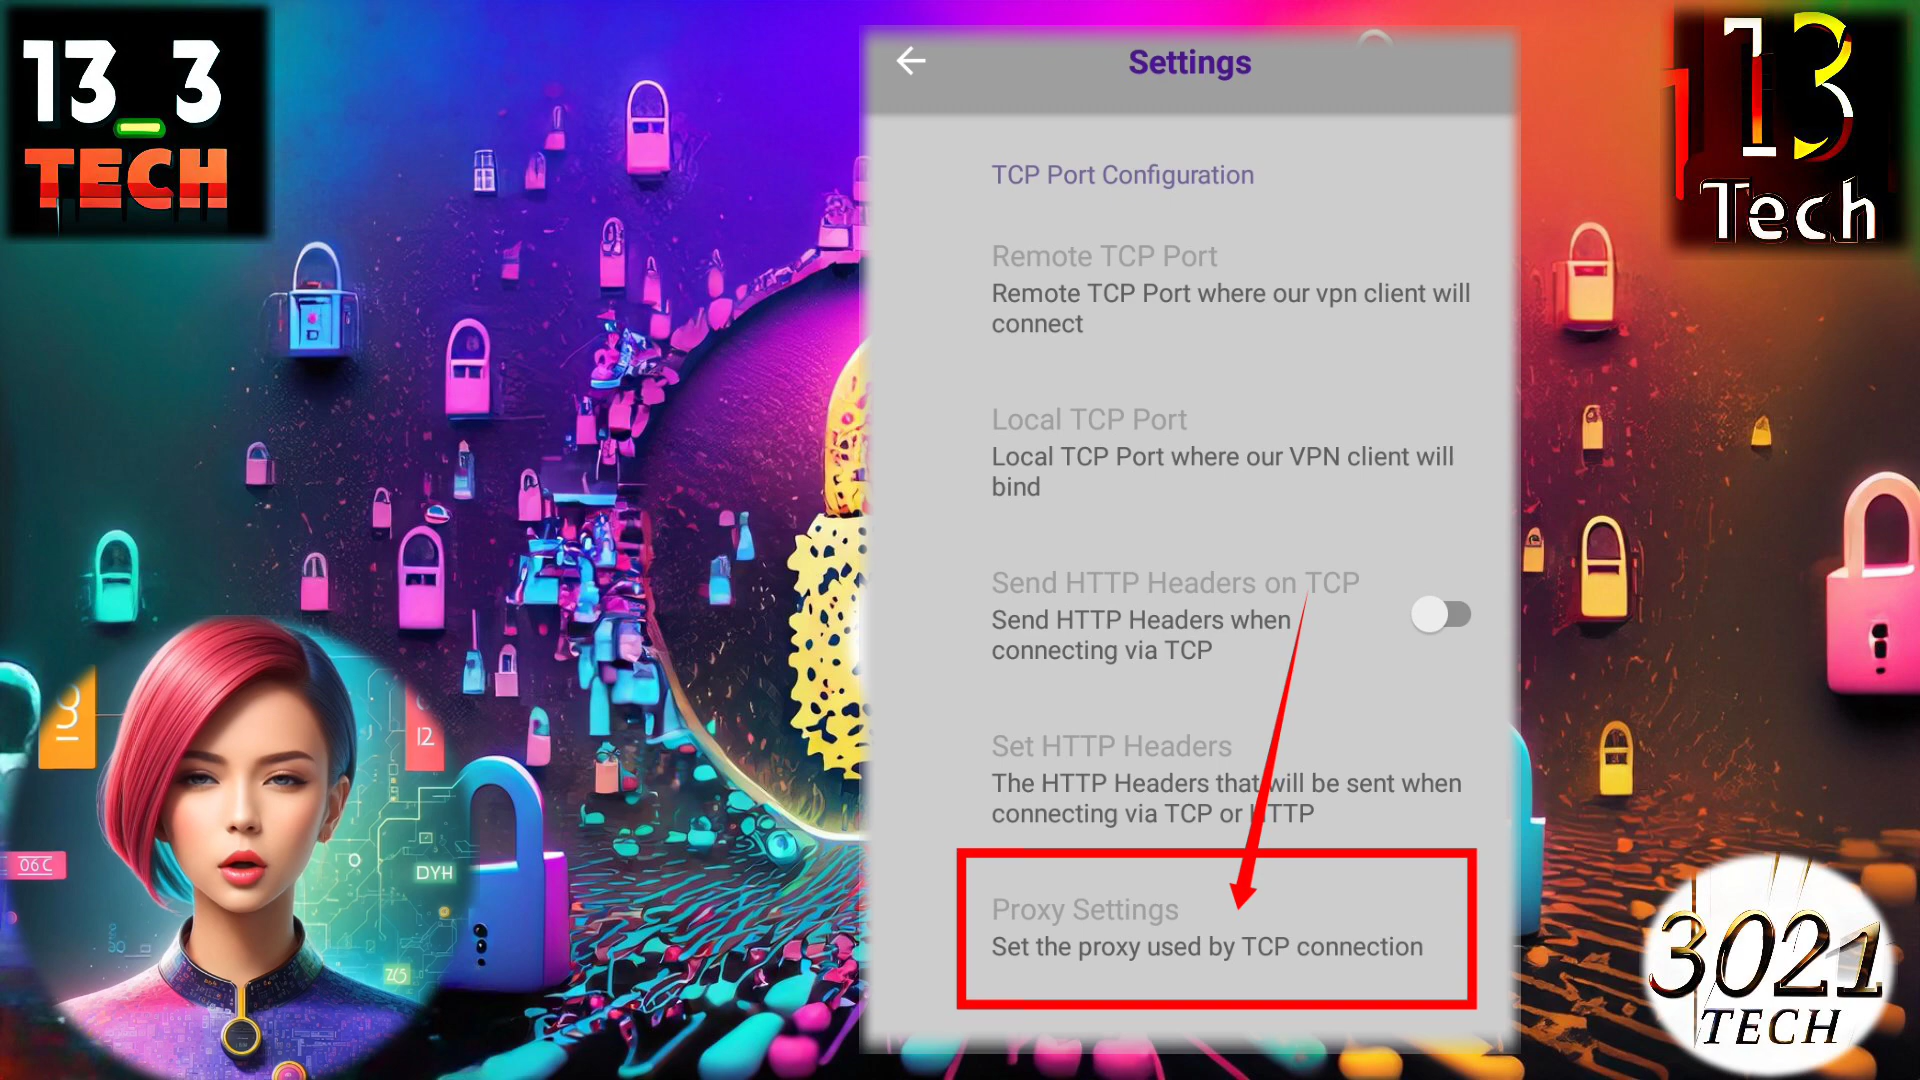 13_3
TECH
13
Tech
Settings
TCP Port Configuration
Remote TCP Port
Remote TCP Port where our vpn client will
connect
Local TCP Port
Local TCP Port where our VPN client will
bind
Send HTTP Headers on TCP
Send HTTP Headers when
connecting via TCP
Set HTTP Headers
The HTTP Headers that will be sent when
connecting via TCP or HTTP
Proxy Settings
Set the proxy used by TCP connection
12
06C
DYH
3021
TECH